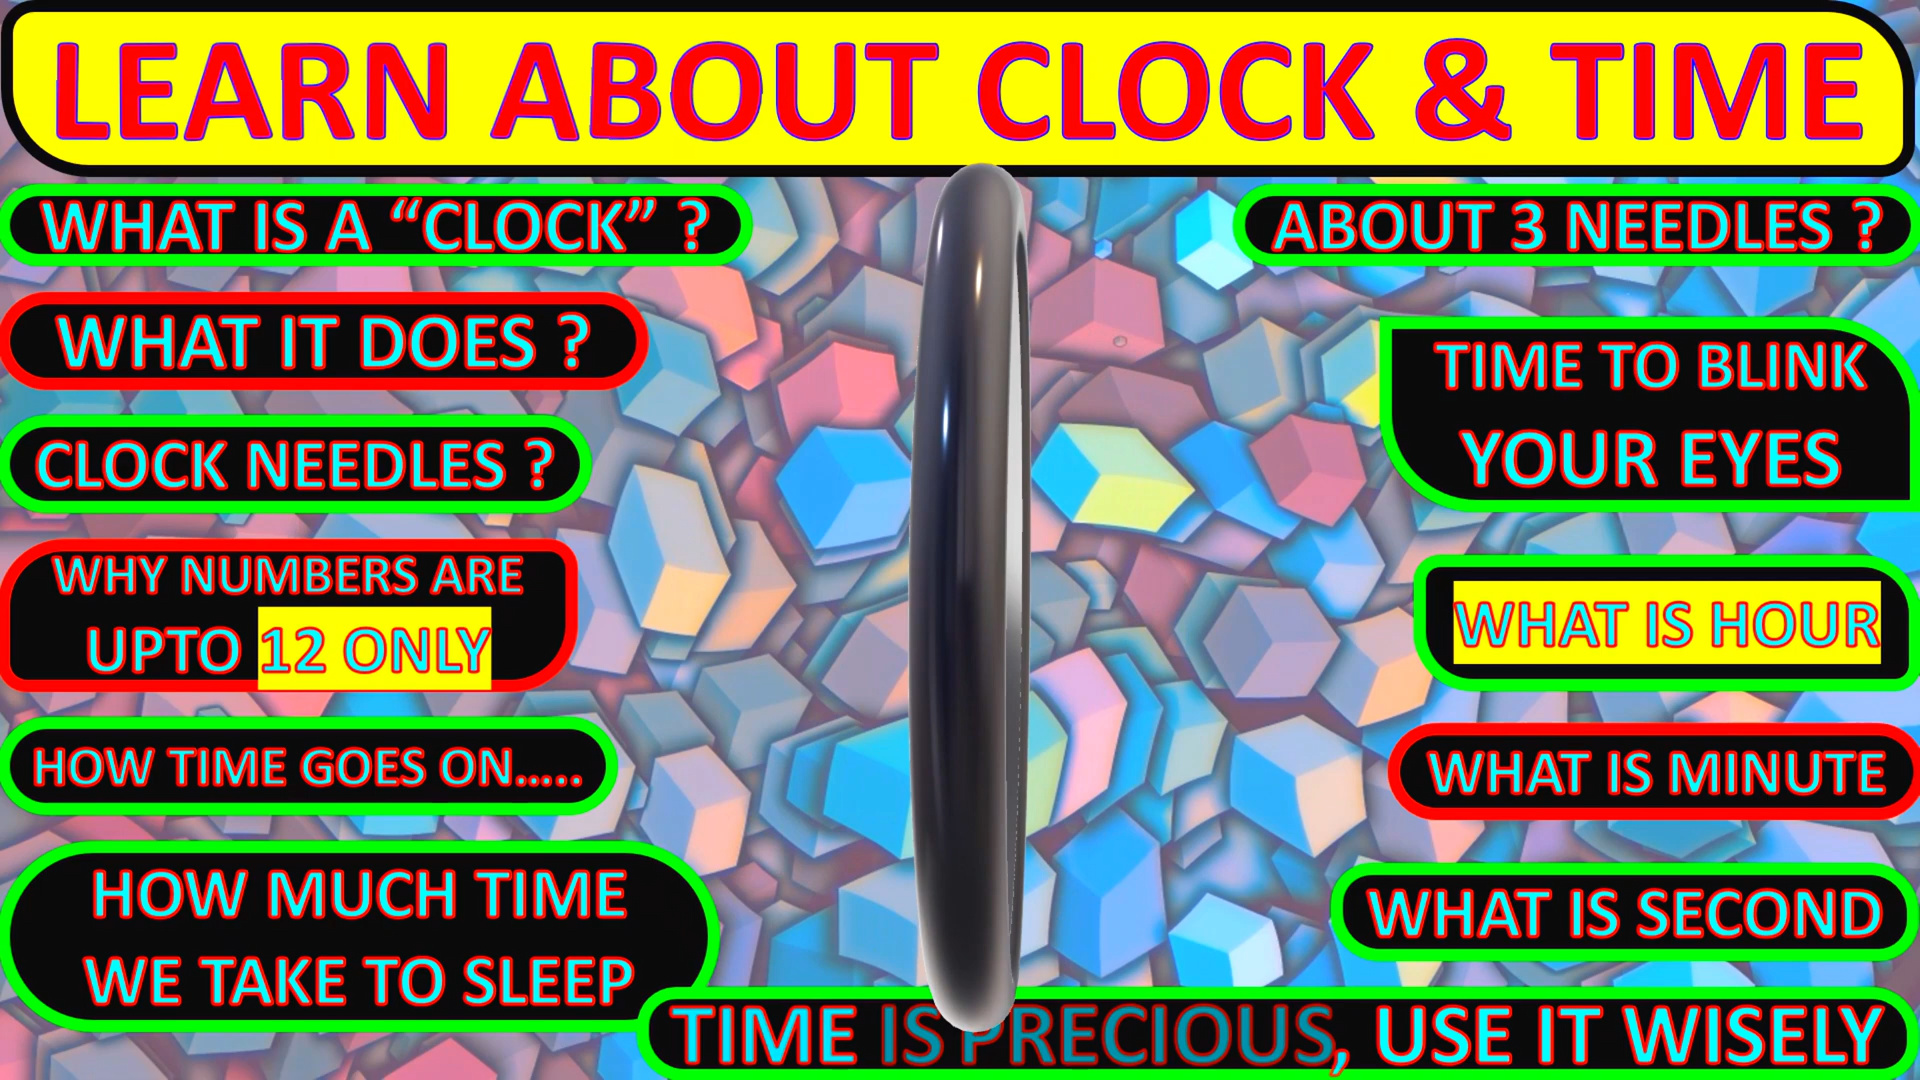 LEARN ABOUT CLOCK & TIME
WHAT IS A “CLOCK” ?
WHAT IT DOES ?
CLOCK NEEDLES ?
WHY NUMBERS ARE
UPTO 12 ONLY
HOW TIME GOES ON.....
HOW MUCH TIME
WE TAKE TO SLEEP
ABOUT 3 NEEDLES ?
TIME TO BLINK
YOUR EYES
WHAT IS HOUR
WHAT IS MINUTE
WHAT IS SECOND
TIME IS PRECIOUS, USE IT WISELY